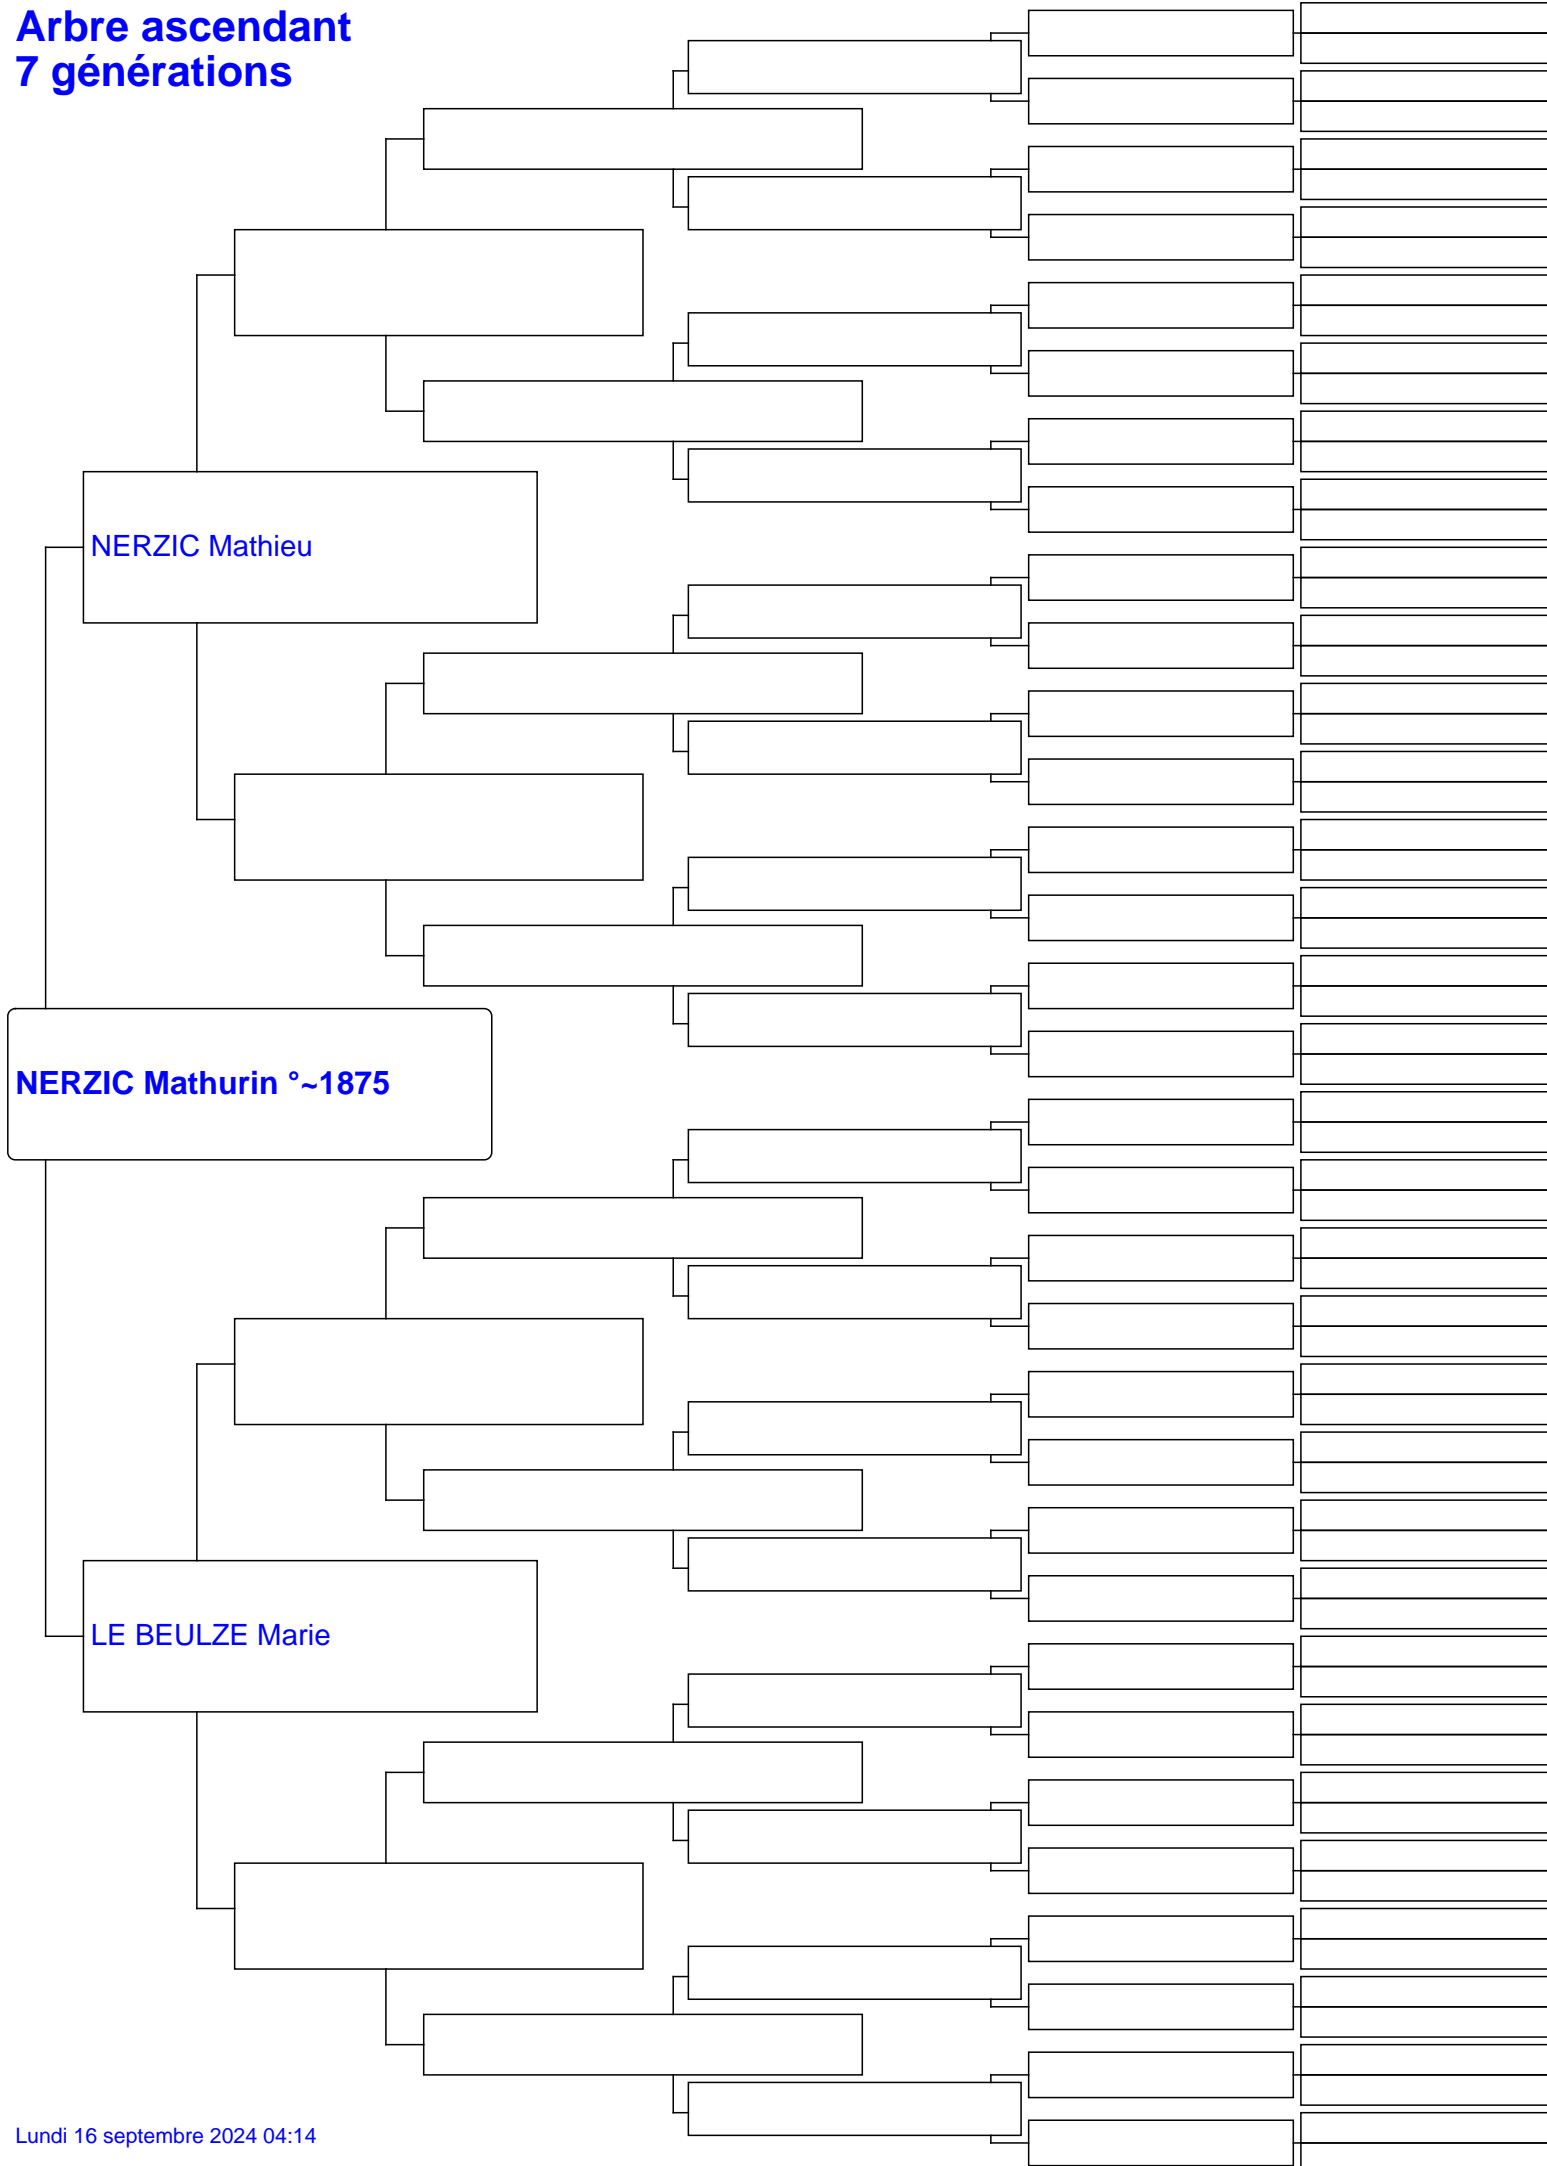 Arbre ascendant
7 générations
NERZIC Mathieu
NERZIC Mathurin °~1875
LE BEULZE Marie
Lundi 16 septembre 2024 04:14